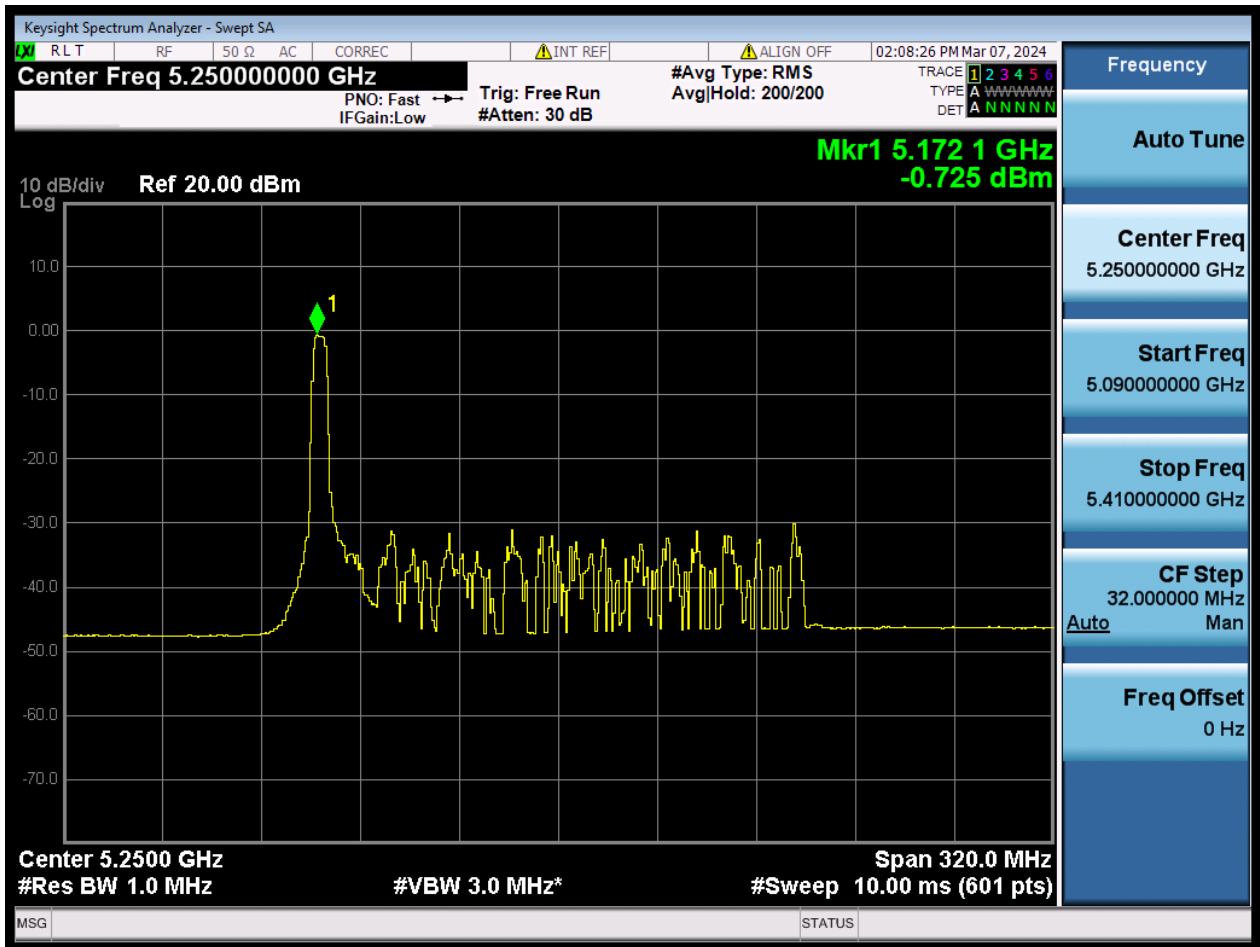 Keysight Spectrum Analyzer - Swept SA
LXI RLT RF 50 Ω AC CORREC INT REF ALIGN OFF 02:08:26 PM Mar 07, 2024
Center Freq 5.250000000 GHz
PNO: Fast
IFGain:Low
Trig: Free Run
#Atten: 30 dB
#Avg Type: RMS
Avg|Hold: 200/200
TRACE 1 2 3 4 5 6
TYPE A WWWWW
DET A N N N N N
Mkr1 5.172 1 GHz
-0.725 dBm
10 dB/div Ref 20.00 dBm
Log
10.0
0.00
-10.0
-20.0
-30.0
-40.0
-50.0
-60.0
-70.0
1
Center 5.2500 GHz Span 320.0 MHz
#Res BW 1.0 MHz #VBW 3.0 MHz* #Sweep 10.00 ms (601 pts)
MSG STATUS
Frequency
Auto Tune
Center Freq
5.250000000 GHz
Start Freq
5.090000000 GHz
Stop Freq
5.410000000 GHz
CF Step
32.000000 MHz
Auto Man
Freq Offset
0 Hz